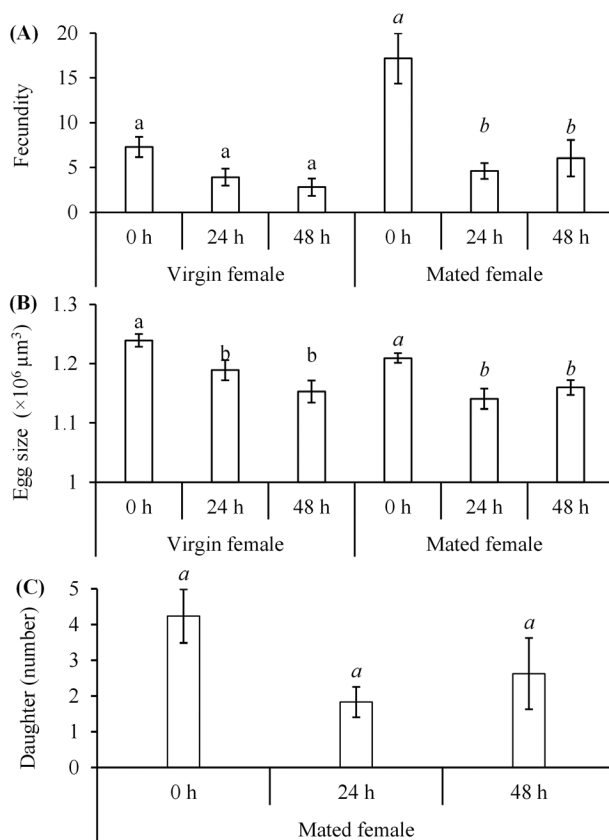 (A)
Fecundity
20
15
10
5
0
a
a
a
a
b
b
0 h 24 h 48 h 0 h 24 h 48 h
Virgin female Mated female
(B)
Egg size (×10⁶ μm³)
1.3
1.2
1.1
1
a
b
b
a
b
b
0 h 24 h 48 h 0 h 24 h 48 h
Virgin female Mated female
(C)
Daughter (number)
5
4
3
2
1
0
a
a
a
0 h 24 h 48 h
Mated female